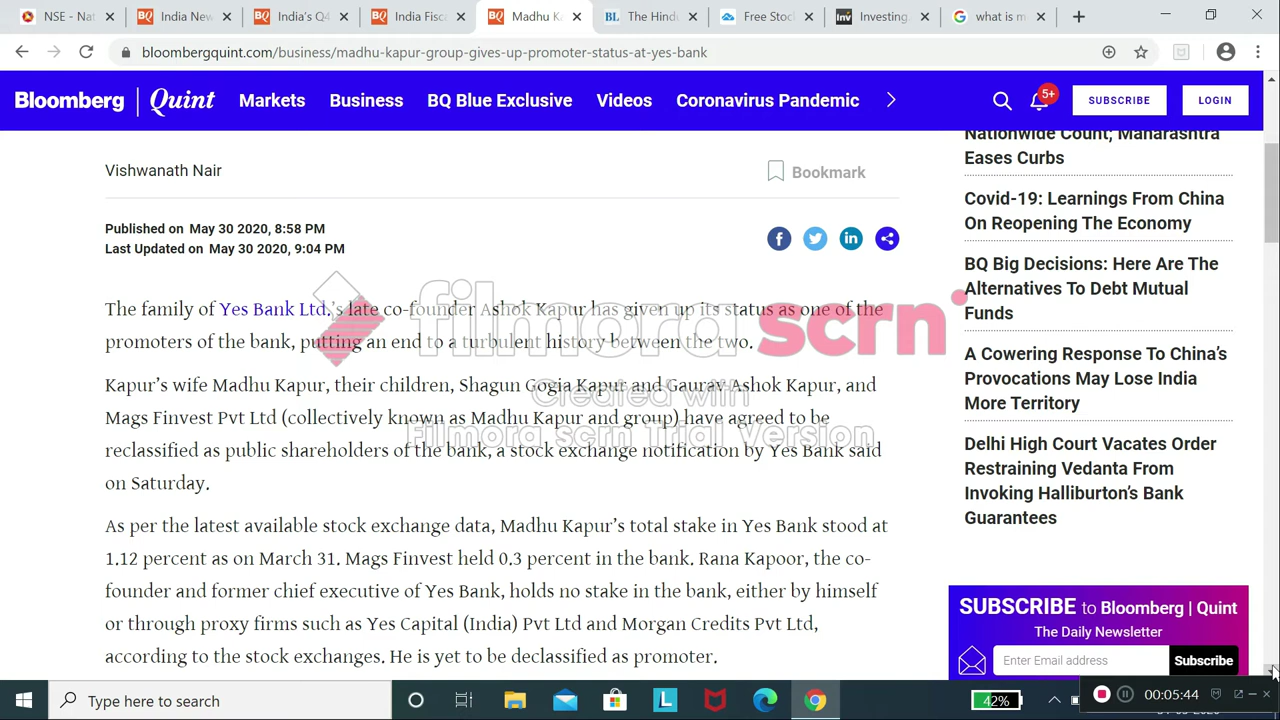 NSE - Nat
India New
India's Q4
India Fisc
Madhu Ka
The Hindu
Free Stoc
Investing.
what is m
bloombergquint.com/business/madhu-kapur-group-gives-up-promoter-status-at-yes-bank
Bloomberg | Quint
Markets
Business
BQ Blue Exclusive
Videos
Coronavirus Pandemic
5+
SUBSCRIBE
LOGIN
Vishwanath Nair
Bookmark
Published on May 30 2020, 8:58 PM
Last Updated on May 30 2020, 9:04 PM
The family of Yes Bank Ltd.'s late co-founder Ashok Kapur has given up its status as one of the
promoters of the bank, putting an end to a turbulent history between the two.
Kapur's wife Madhu Kapur, their children, Shagun Gogia Kapur and Gaurav Ashok Kapur, and
Mags Finvest Pvt Ltd (collectively known as Madhu Kapur and group) have agreed to be
reclassified as public shareholders of the bank, a stock exchange notification by Yes Bank said
on Saturday.
As per the latest available stock exchange data, Madhu Kapur's total stake in Yes Bank stood at
1.12 percent as on March 31. Mags Finvest held 0.3 percent in the bank. Rana Kapoor, the co-
founder and former chief executive of Yes Bank, holds no stake in the bank, either by himself
or through proxy firms such as Yes Capital (India) Pvt Ltd and Morgan Credits Pvt Ltd,
according to the stock exchanges. He is yet to be declassified as promoter.
filmora scrn
Created with
Filmora scrn Trial Version
Nationwide Count; Maharashtra
Eases Curbs
Covid-19: Learnings From China
On Reopening The Economy
BQ Big Decisions: Here Are The
Alternatives To Debt Mutual
Funds
A Cowering Response To China's
Provocations May Lose India
More Territory
Delhi High Court Vacates Order
Restraining Vedanta From
Invoking Halliburton's Bank
Guarantees
SUBSCRIBE to Bloomberg | Quint
The Daily Newsletter
Enter Email address
Subscribe
Type here to search
42%
00:05:44